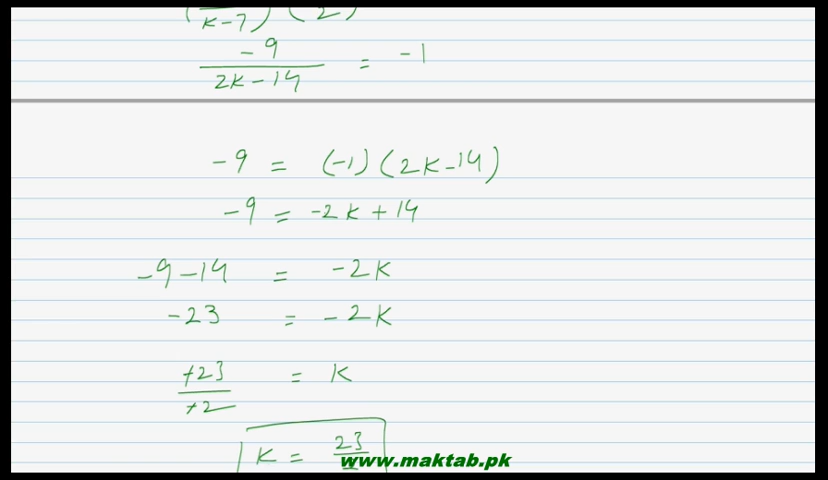 k-7
-9
2k-14 = -1
-9 = (-1)(2k-14)
-9 = -2k+14
-9-14 = -2k
-23 = -2k
+23
+2 = k
k = 23
www.maktab.pk